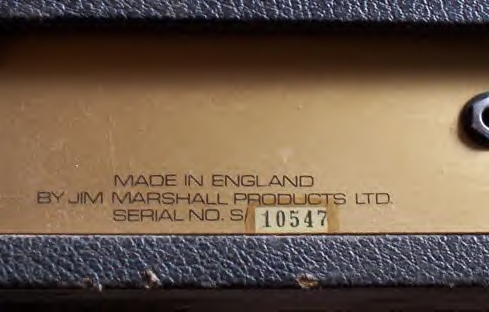 MADE IN ENGLAND
BY JIM MARSHALL PRODUCTS LTD.
SERIAL NO. S/ 10547